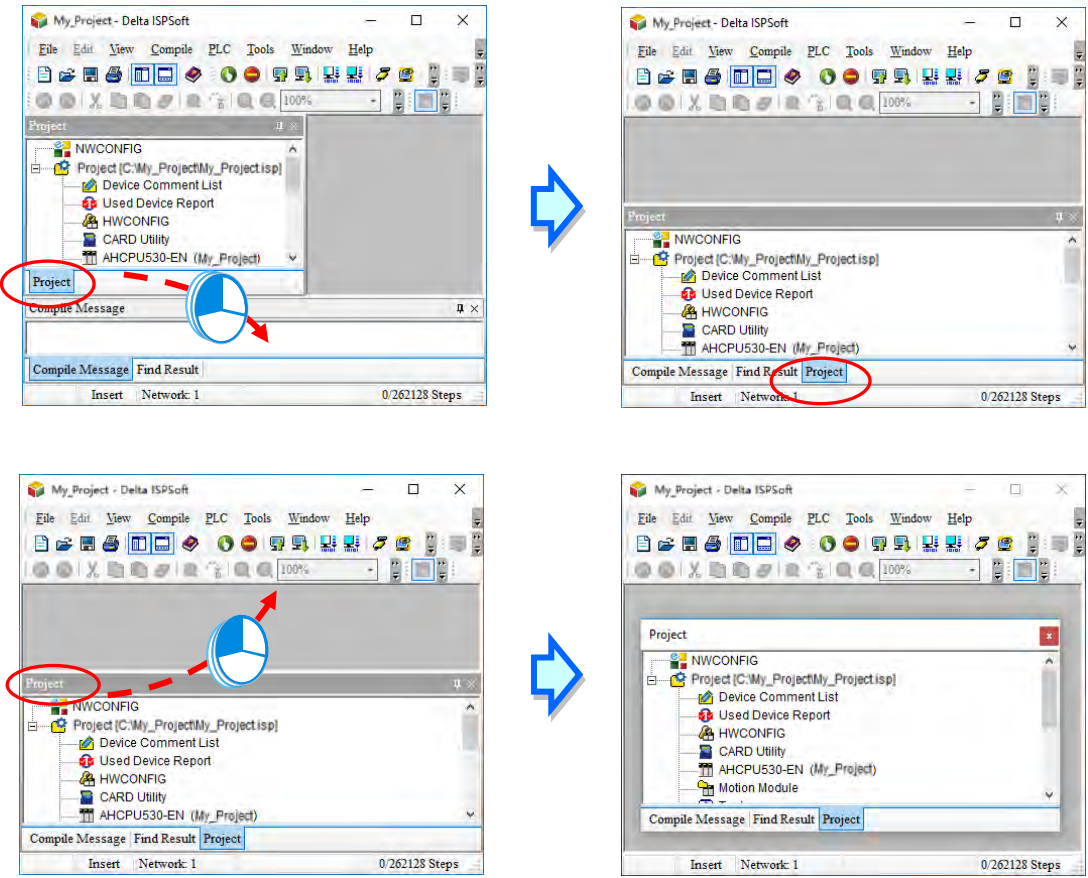 My_Project - Delta ISPSoft
File Edit View Compile PLC Tools Window Help
100%
Project
NWCONFIG
Project [C:\My_Project\My_Project.isp]
Device Comment List
Used Device Report
HWCONFIG
CARD Utility
AHCPU530-EN (My_Project)
Project
Compile Message
Compile Message Find Result
Insert Network: 1 0/262128 Steps
My_Project - Delta ISPSoft
File Edit View Compile PLC Tools Window Help
100%
Project
NWCONFIG
Project [C:\My_Project\My_Project.isp]
Device Comment List
Used Device Report
HWCONFIG
CARD Utility
AHCPU530-EN (My_Project)
Compile Message Find Result Project
Insert Network: 1 0/262128 Steps
My_Project - Delta ISPSoft
File Edit View Compile PLC Tools Window Help
100%
Project
NWCONFIG
Project [C:\My_Project\My_Project.isp]
Device Comment List
Used Device Report
HWCONFIG
CARD Utility
AHCPU530-EN (My_Project)
Compile Message Find Result Project
Insert Network: 1 0/262128 Steps
My_Project - Delta ISPSoft
File Edit View Compile PLC Tools Window Help
100%
Project
NWCONFIG
Project [C:\My_Project\My_Project.isp]
Device Comment List
Used Device Report
HWCONFIG
CARD Utility
AHCPU530-EN (My_Project)
Motion Module
Compile Message Find Result Project
Insert Network: 1 0/262128 Steps